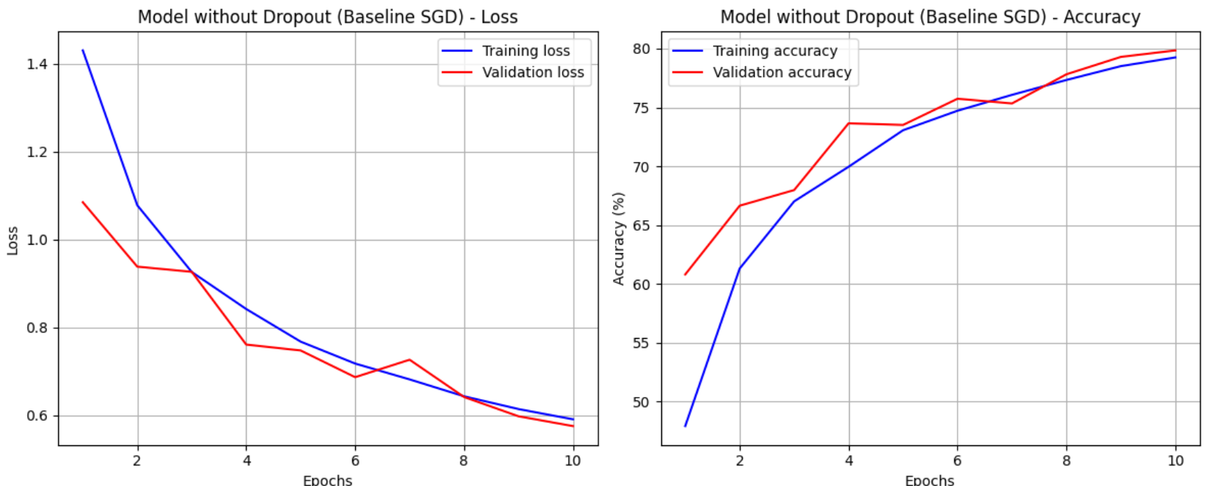 Model without Dropout (Baseline SGD) - Loss
Training loss
Validation loss
1.4
1.2
1.0
0.8
0.6
Loss
2 4 6 8 10
Epochs
Model without Dropout (Baseline SGD) - Accuracy
Training accuracy
Validation accuracy
80
75
70
65
60
55
50
Accuracy (%)
2 4 6 8 10
Epochs